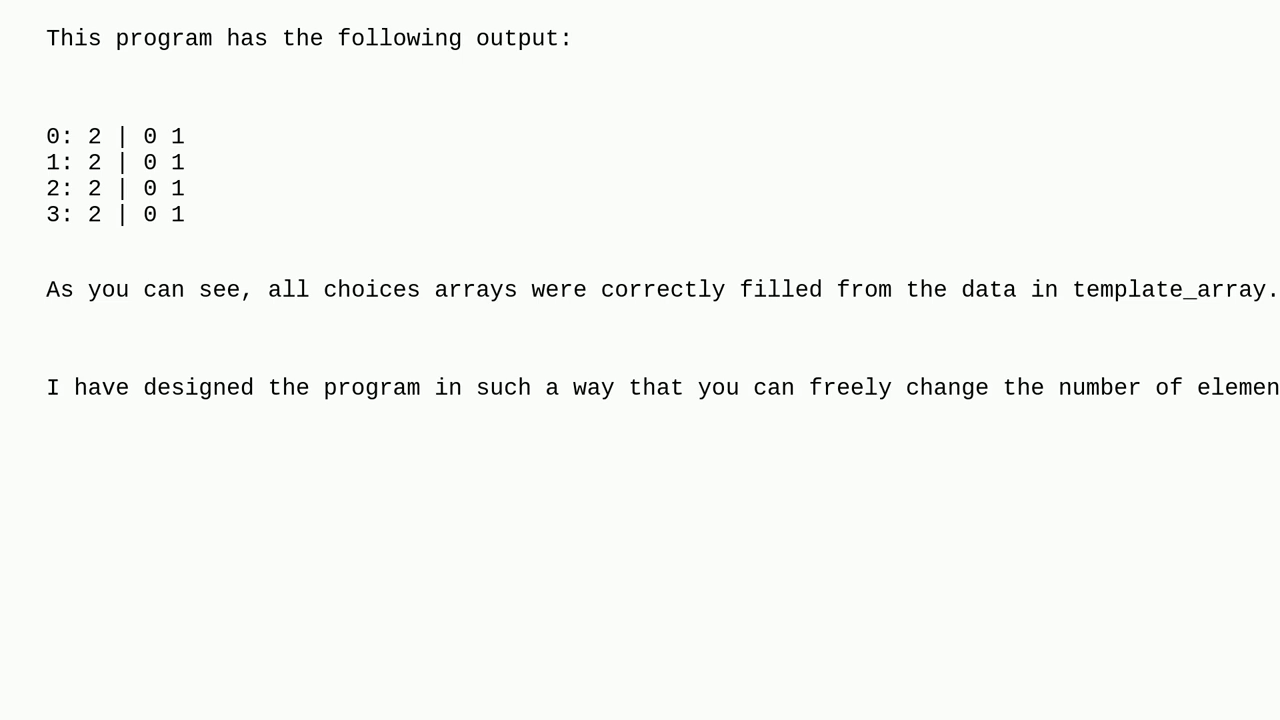 This program has the following output:
0: 2 | 0 1
1: 2 | 0 1
2: 2 | 0 1
3: 2 | 0 1
As you can see, all choices arrays were correctly filled from the data in template_array.
I have designed the program in such a way that you can freely change the number of